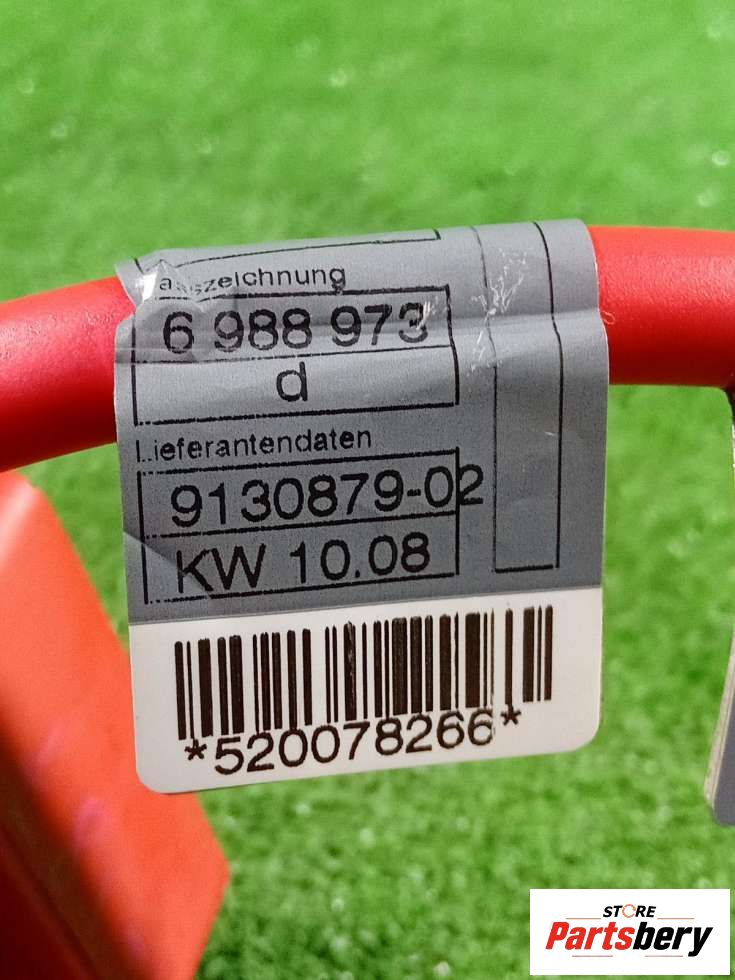 6 988 973
d
Lieferantendaten
9130879-02
KW 10.08
*520078266*
STORE
Partsbery